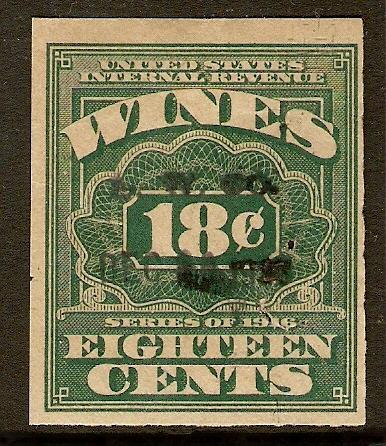 UNITED STATES
INTERNAL REVENUE
WINES
18¢
SERIES OF 1916
EIGHTEEN
CENTS